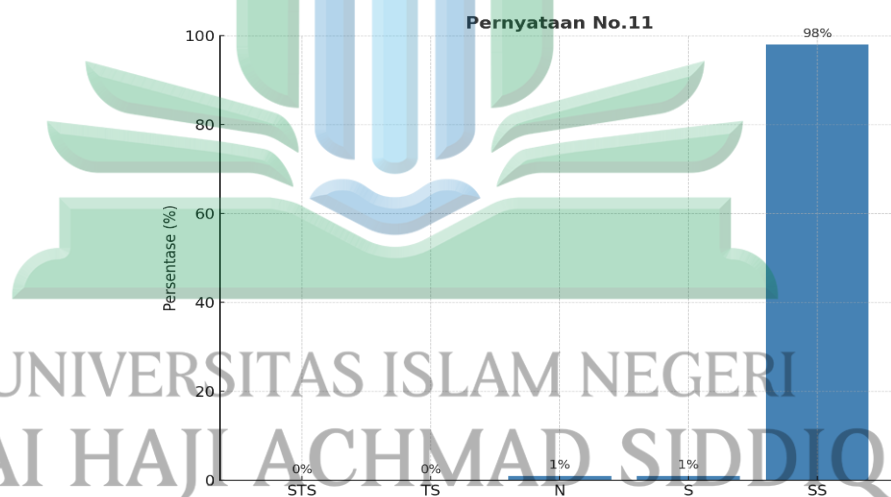 Pernyataan No.11
98%
100
80
60
40
20
0
Persentase (%)
0%
0%
1%
1%
STS
TS
N
S
SS
UNIVERSITAS ISLAM NEGERI
AI HAJI ACHMAD SIDDIQ